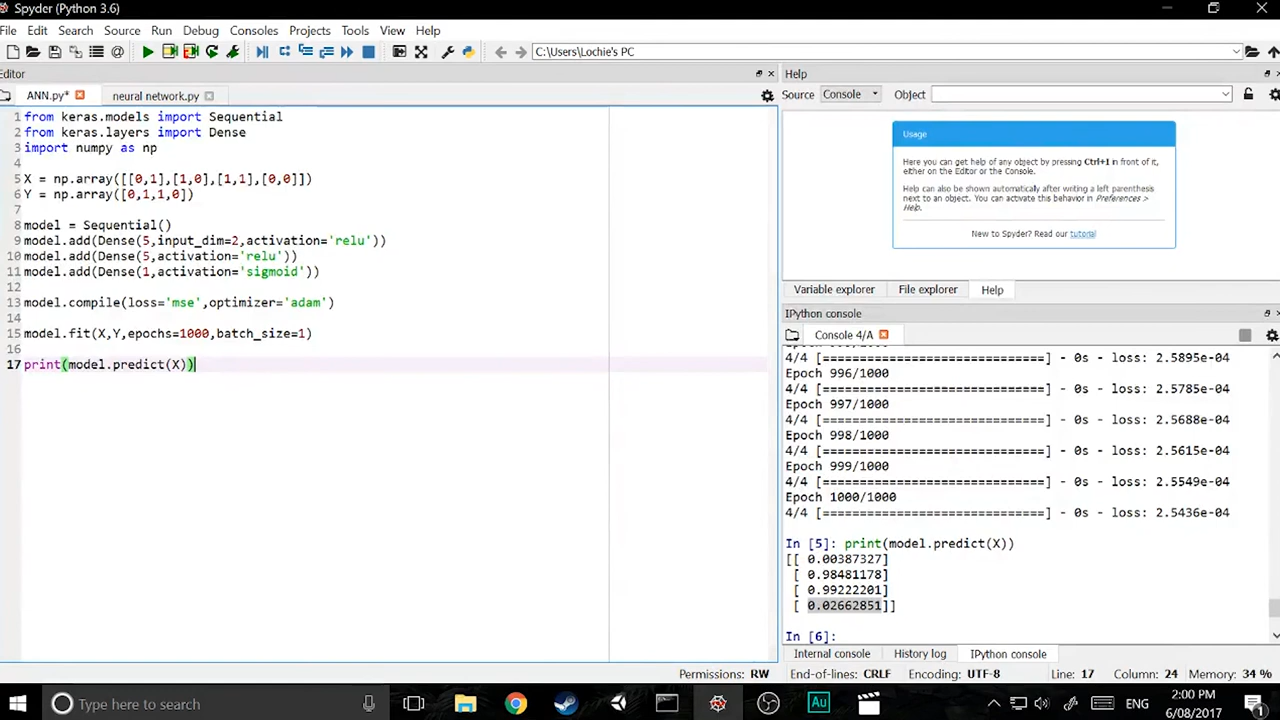 Spyder (Python 3.6)
File Edit Search Source Run Debug Consoles Projects Tools View Help
C:\Users\Lochie's PC
Editor
ANN.py* neural network.py
1 from keras.models import Sequential
2 from keras.layers import Dense
3 import numpy as np
4
5 X = np.array([[0,1],[1,0],[1,1],[0,0]])
6 Y = np.array([0,1,1,0])
7
8 model = Sequential()
9 model.add(Dense(5,input_dim=2,activation='relu'))
10 model.add(Dense(5,activation='relu'))
11 model.add(Dense(1,activation='sigmoid'))
12
13 model.compile(loss='mse',optimizer='adam')
14
15 model.fit(X,Y,epochs=1000,batch_size=1)
16
17 print(model.predict(X))
Help
Source Console Object
Usage
Here you can get help of any object by pressing Ctrl+I in front of it,
either on the Editor or the Console.
Help can also be shown automatically after writing a left parenthesis
next to an object. You can activate this behavior in Preferences >
Help.
New to Spyder? Read our tutorial
Variable explorer File explorer Help
IPython console
Console 4/A
4/4 [==============================] - 0s - loss: 2.5895e-04
Epoch 996/1000
4/4 [==============================] - 0s - loss: 2.5785e-04
Epoch 997/1000
4/4 [==============================] - 0s - loss: 2.5688e-04
Epoch 998/1000
4/4 [==============================] - 0s - loss: 2.5615e-04
Epoch 999/1000
4/4 [==============================] - 0s - loss: 2.5549e-04
Epoch 1000/1000
4/4 [==============================] - 0s - loss: 2.5436e-04
In [5]: print(model.predict(X))
[[ 0.00387327]
[ 0.98481178]
[ 0.99222201]
[ 0.02662851]]
In [6]:
Internal console History log IPython console
Permissions: RW End-of-lines: CRLF Encoding: UTF-8 Line: 17 Column: 24 Memory: 34 %
Type here to search
Au
ENG
2:00 PM
6/08/2017
1